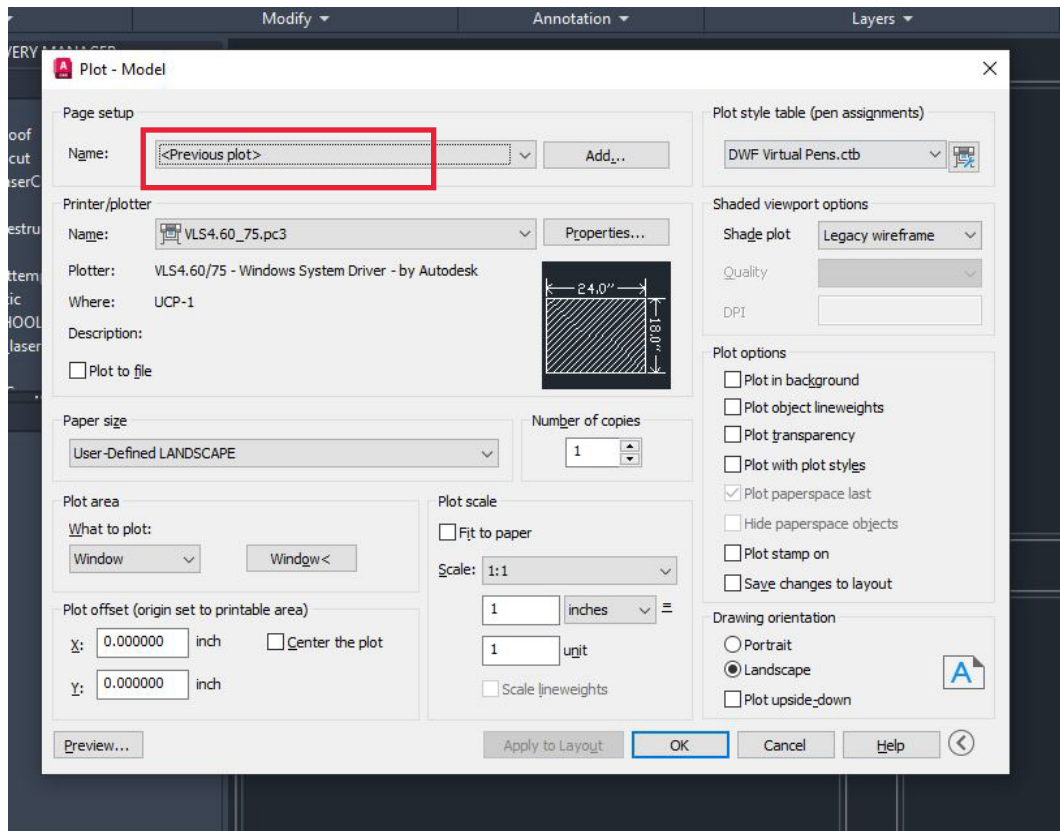 Modify
Annotation
Layers
Plot - Model
Page setup
Name:
<Previous plot>
Add...
Printer/plotter
Name:
VLS4.60_75.pc3
Properties...
Plotter:
VLS4.60/75 - Windows System Driver - by Autodesk
Where:
UCP-1
Description:
Plot to file
24.0″
18.0″
Paper size
User-Defined LANDSCAPE
Number of copies
1
Plot area
What to plot:
Window
Window<
Plot scale
Fit to paper
Scale:
1:1
1
inches
=
1
unit
Scale lineweights
Plot offset (origin set to printable area)
X:
0.000000
inch
Center the plot
Y:
0.000000
inch
Plot style table (pen assignments)
DWF Virtual Pens.ctb
Shaded viewport options
Shade plot
Legacy wireframe
Quality
DPI
Plot options
Plot in background
Plot object lineweights
Plot transparency
Plot with plot styles
Plot paperspace last
Hide paperspace objects
Plot stamp on
Save changes to layout
Drawing orientation
Portrait
Landscape
Plot upside-down
A
Preview...
Apply to Layout
OK
Cancel
Help